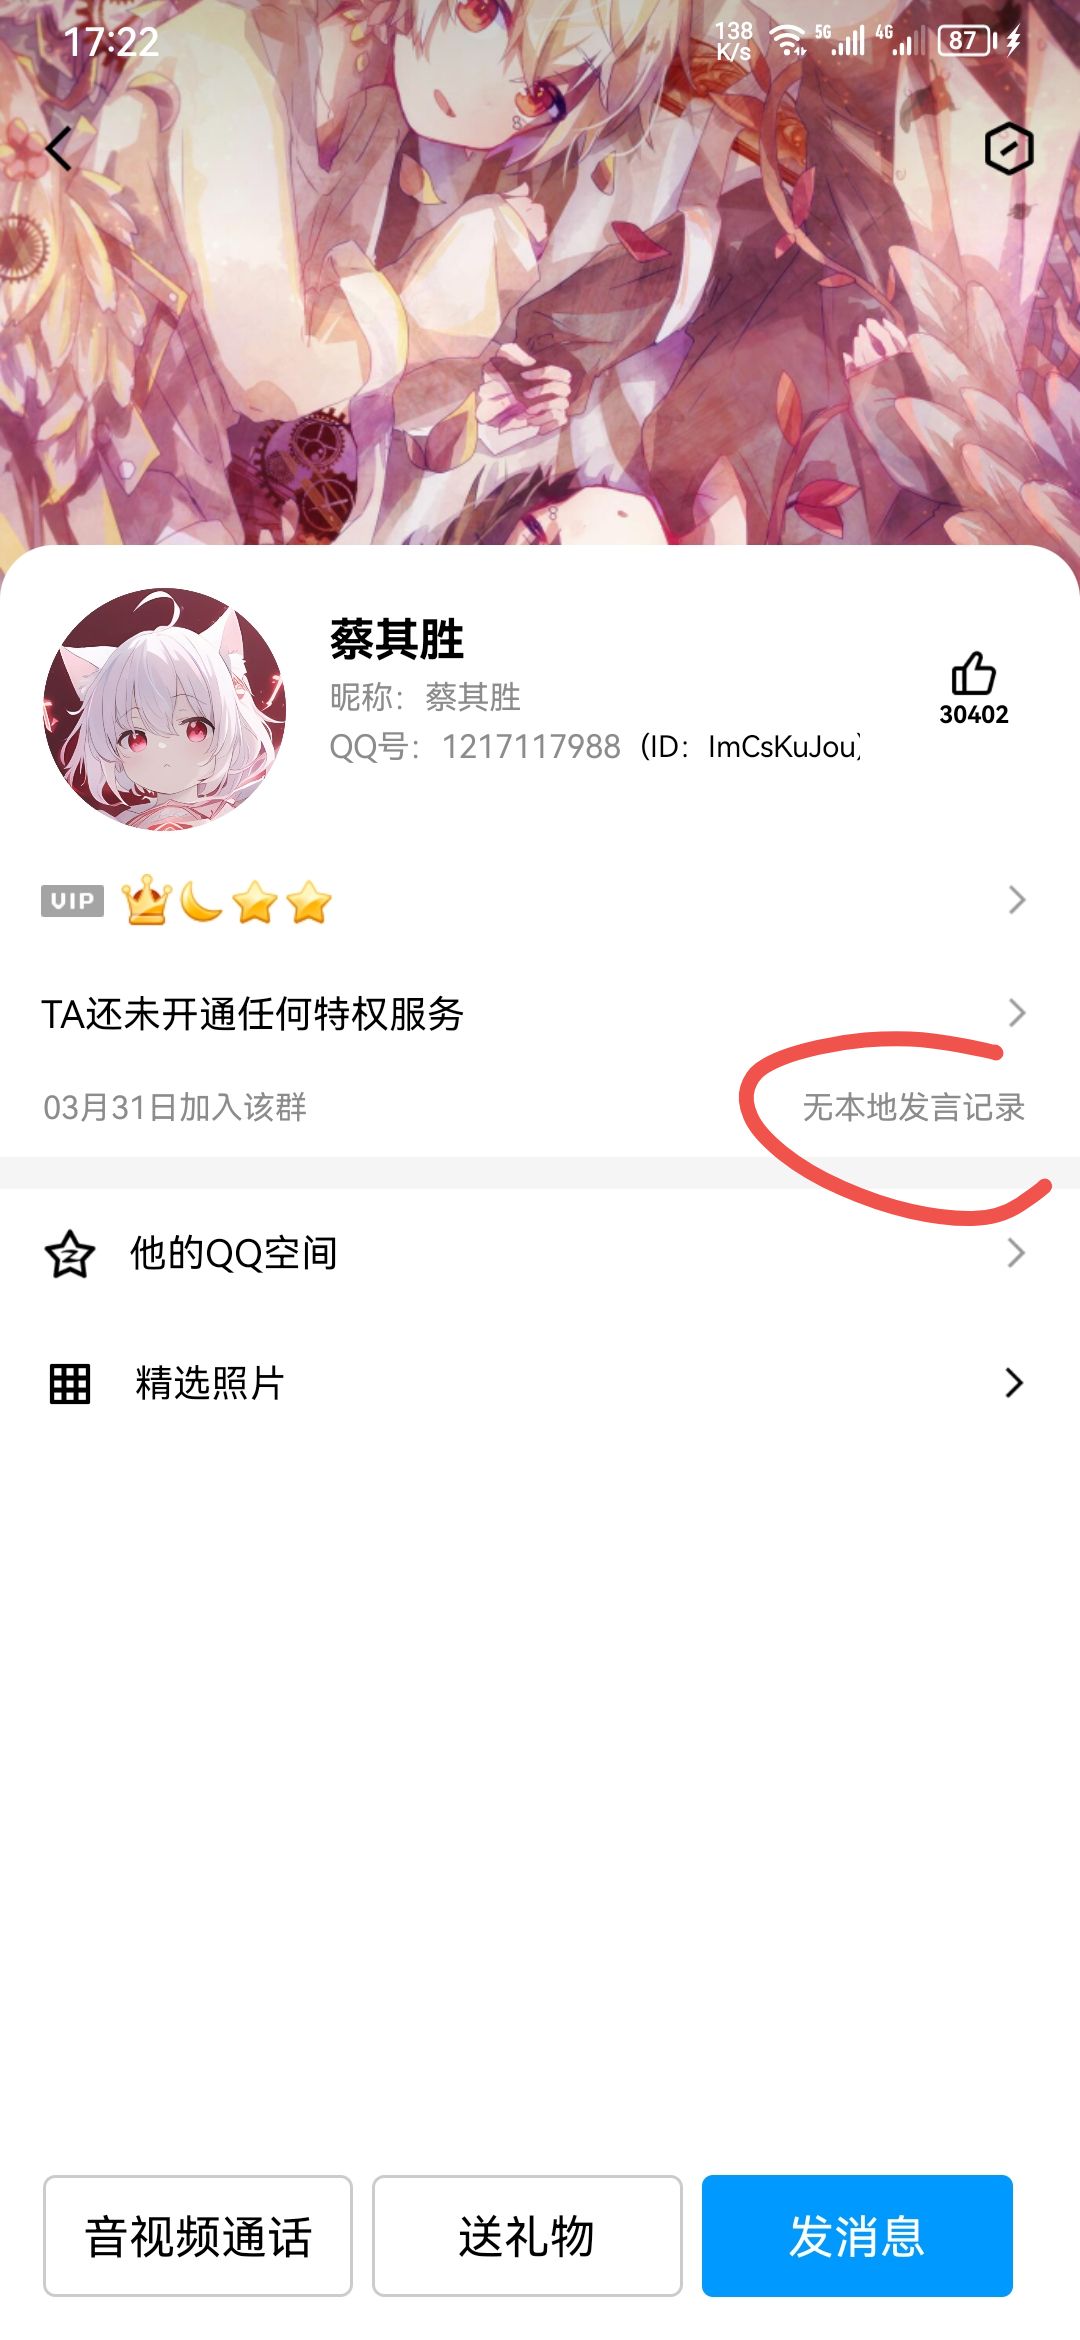 17:22
138 K/s 5G 4G 87
蔡其胜
昵称：蔡其胜
30402
QQ号：1217117988 (ID：ImCsKuJou)
VIP
TA还未开通任何特权服务
03月31日加入该群
无本地发言记录
他的QQ空间
精选照片
音视频通话
送礼物
发消息